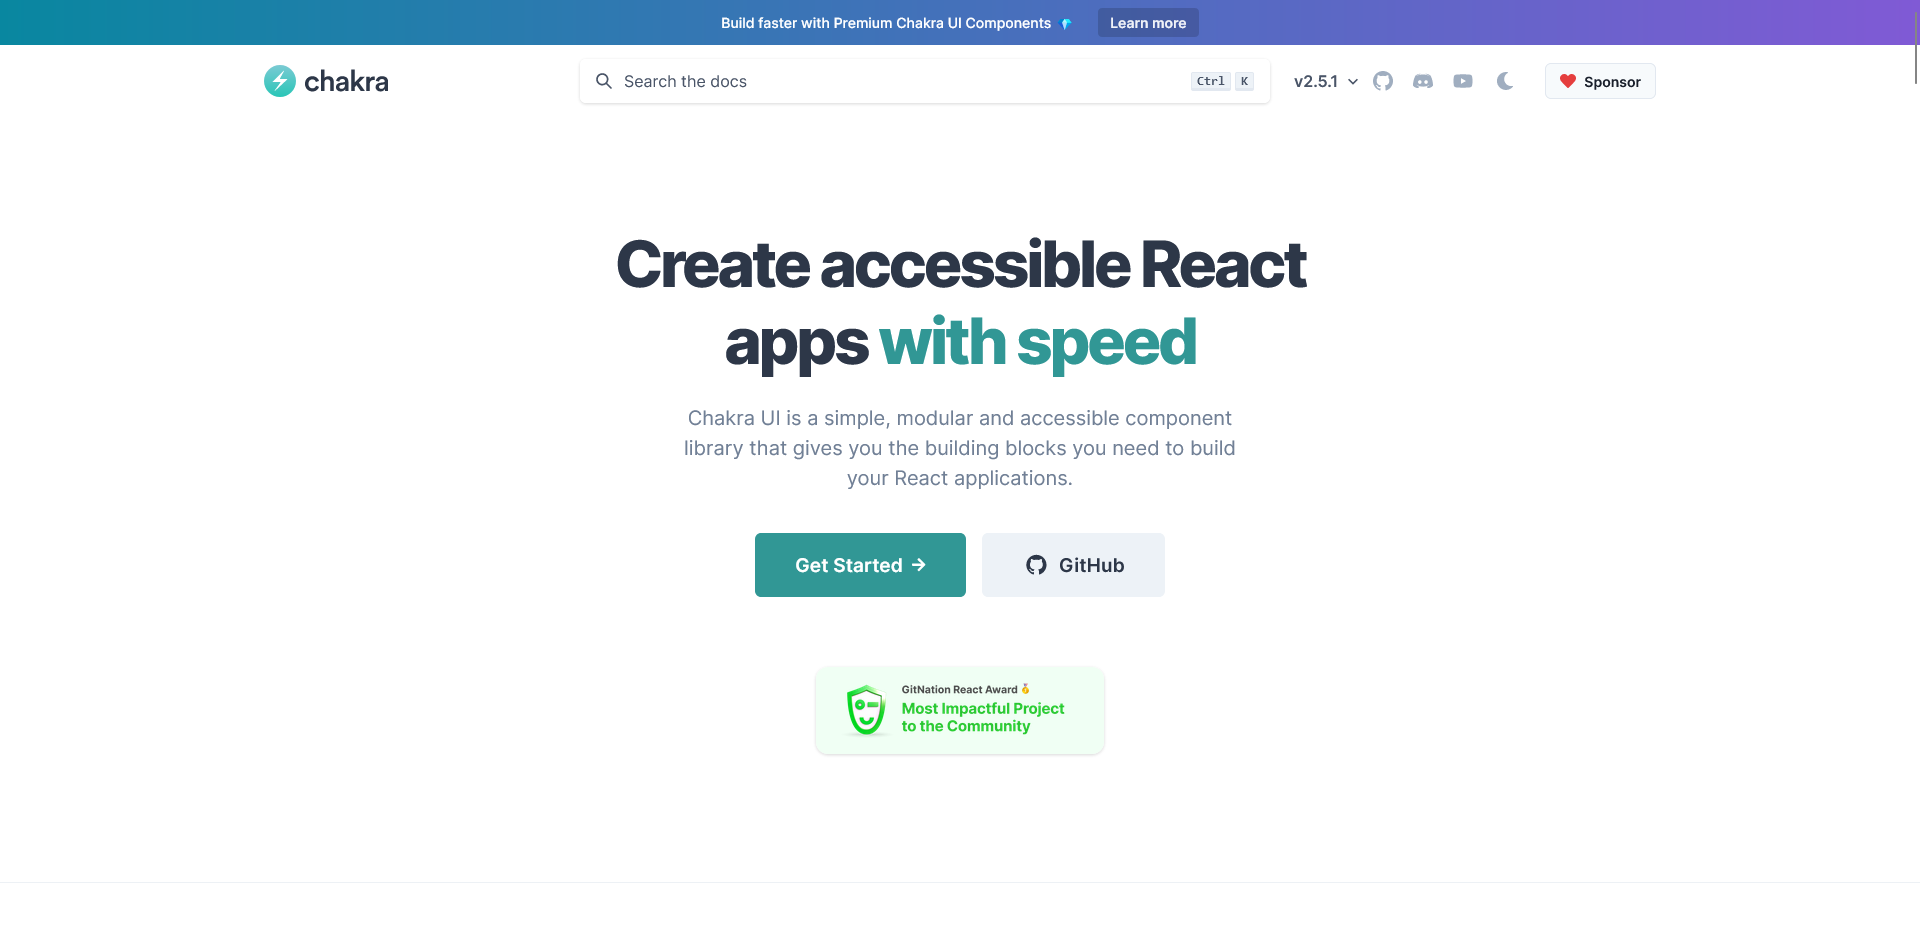 Build faster with Premium Chakra UI Components 💎 Learn more
chakra Search the docs Ctrl K v2.5.1 Sponsor
Create accessible React
apps with speed
Chakra UI is a simple, modular and accessible component
library that gives you the building blocks you need to build
your React applications.
Get Started → GitHub
GitNation React Award 🏅
Most Impactful Project
to the Community